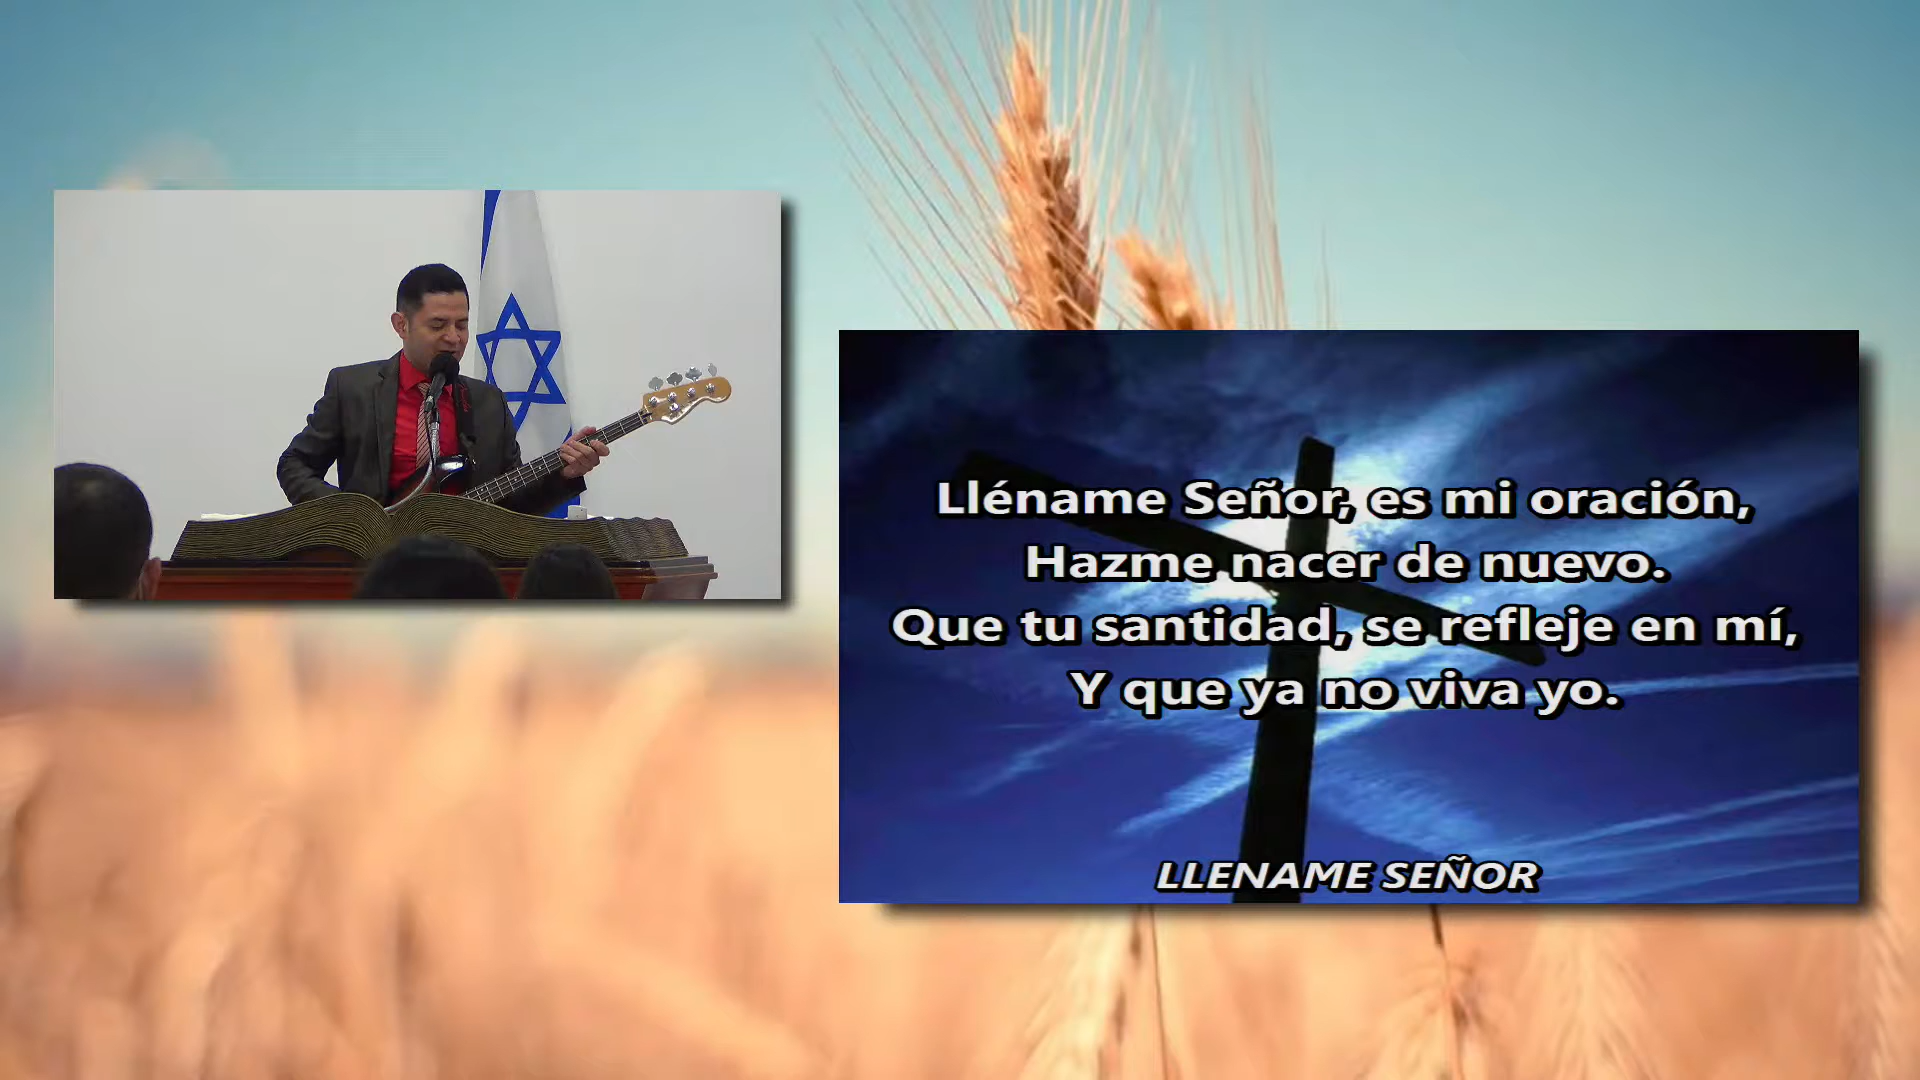 Lléname Señor, es mi oración,
Hazme nacer de nuevo.
Que tu santidad, se refleje en mí,
Y que ya no viva yo.
LLENAME SEÑOR